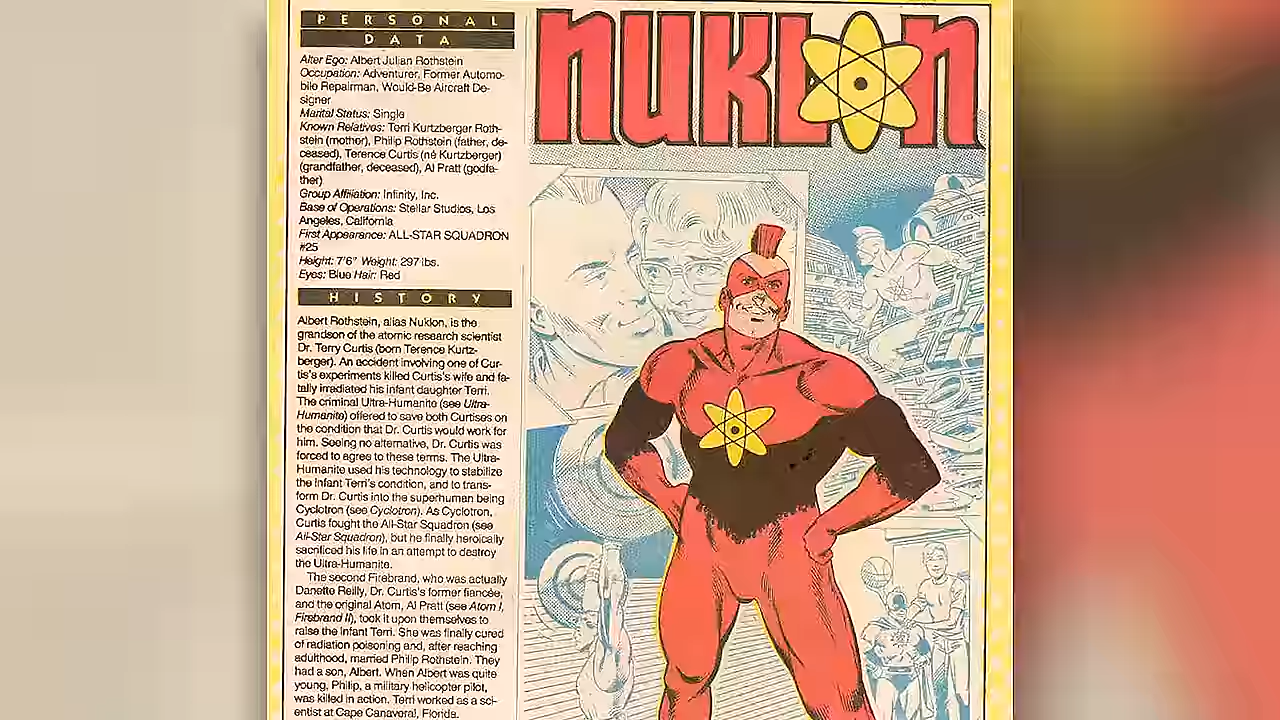 PERSONAL
DATA
Alter Ego: Albert Julian Rothstein
Occupation: Adventurer, Former Automo-
bile Repairman, Would-Be Aircraft De-
signer
Marital Status: Single
Known Relatives: Terri Kurtzberger Roth-
stein (mother), Philip Rothstein (father, de-
ceased), Terence Curtis (né Kurtzberger)
(grandfather, deceased), Al Pratt (godfa-
ther)
Group Affiliation: Infinity, Inc.
Base of Operations: Stellar Studios, Los
Angeles, California
First Appearance: ALL-STAR SQUADRON
#25
Height: 7'6" Weight: 297 lbs.
Eyes: Blue Hair: Red
HISTORY
Albert Rothstein, alias Nuklon, is the
grandson of the atomic research scientist
Dr. Terry Curtis (born Terence Kurtz-
berger). An accident involving one of Cur-
tis's experiments killed Curtis's wife and fa-
tally irradiated his infant daughter Terri.
The criminal Ultra-Humanite (see Ultra-
Humanite) offered to save both Curtises on
the condition that Dr. Curtis would work for
him. Seeing no alternative, Dr. Curtis was
forced to agree to these terms. The Ultra-
Humanite used his technology to stabilize
the infant Terri's condition, and to trans-
form Dr. Curtis into the superhuman being
Cyclotron (see Cyclotron). As Cyclotron,
Curtis fought the All-Star Squadron (see
All-Star Squadron), but he finally heroically
sacrificed his life in an attempt to destroy
the Ultra-Humanite.
The second Firebrand, who was actually
Danette Reilly, Dr. Curtis's former fiancée,
and the original Atom, Al Pratt (see Atom I,
Firebrand II), took it upon themselves to
raise the infant Terri. She was finally cured
of radiation poisoning and, after reaching
adulthood, married Philip Rothstein. They
had a son, Albert. When Albert was quite
young, Philip, a military helicopter pilot,
was killed in action. Terri worked as a sci-
entist at Cape Canaveral, Florida.
nuklon